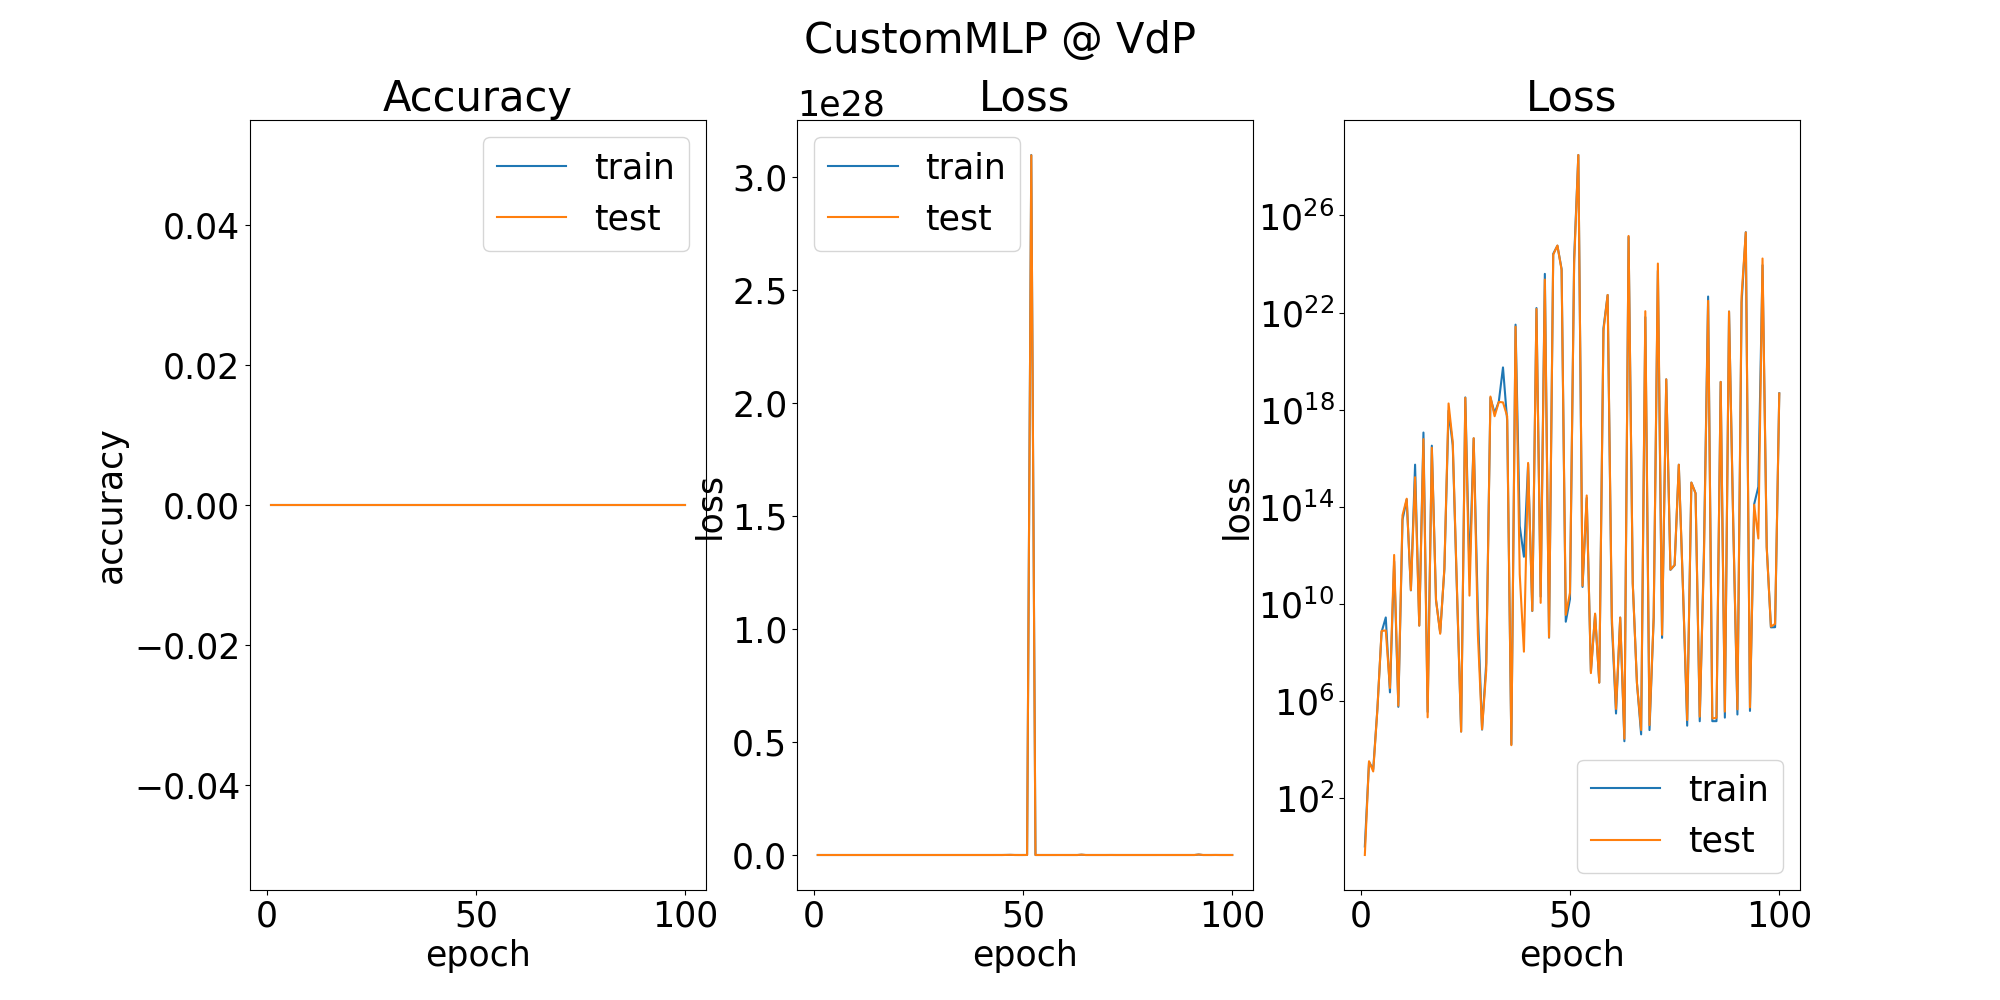 CustomMLP @ VdP
Accuracy
train
test
0.04
0.02
0.00
−0.02
−0.04
accuracy
0
50
100
epoch
Loss
1e28
train
test
3.0
2.5
2.0
1.5
1.0
0.5
0.0
loss
0
50
100
epoch
Loss
10^26
10^22
10^18
10^14
10^10
10^6
10^2
loss
train
test
0
50
100
epoch